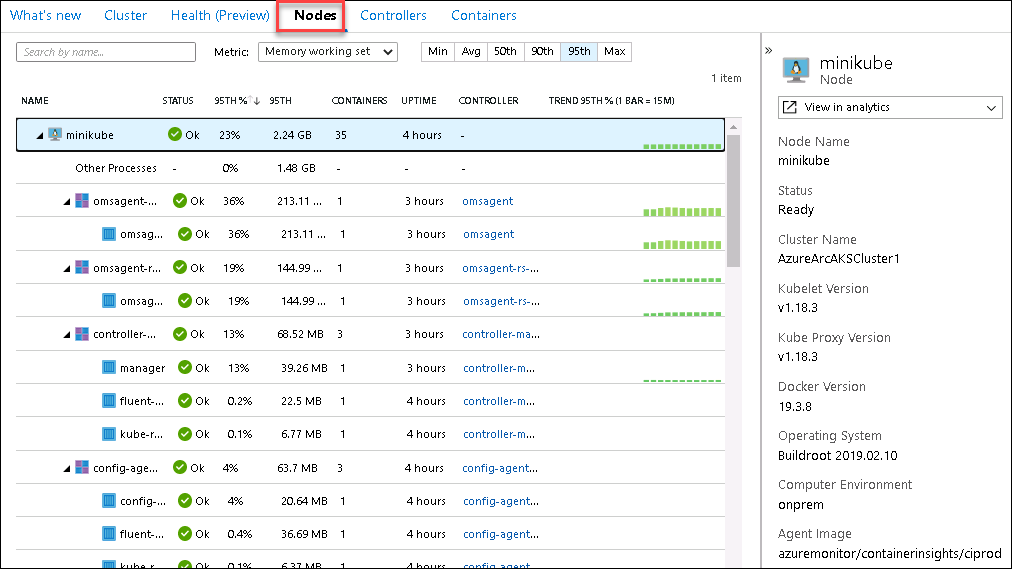 What's new Cluster Health (Preview) Nodes Controllers Containers
Search by name... Metric: Memory working set Min Avg 50th 90th 95th Max
1 item
NAME STATUS 95TH %↑↓ 95TH CONTAINERS UPTIME CONTROLLER TREND 95TH % (1 BAR = 15M)
minikube Ok 23% 2.24 GB 35 4 hours -
Other Processes - 0% 1.48 GB - - -
omsagent-... Ok 36% 213.11 ... 1 3 hours omsagent
omsag... Ok 36% 213.11 ... 1 3 hours omsagent
omsagent-r... Ok 19% 144.99 ... 1 3 hours omsagent-rs-...
omsag... Ok 19% 144.99 ... 1 3 hours omsagent-rs-...
controller-... Ok 13% 68.52 MB 3 3 hours controller-ma...
manager Ok 13% 39.26 MB 1 3 hours controller-m...
fluent-... Ok 0.2% 22.5 MB 1 4 hours controller-m...
kube-r... Ok 0.1% 6.77 MB 1 4 hours controller-m...
config-age... Ok 4% 63.7 MB 3 4 hours config-agent...
config-... Ok 4% 20.64 MB 1 4 hours config-agent...
fluent-... Ok 0.4% 36.69 MB 1 4 hours config-agent...
kube-r... Ok 0.1% 6.37 MB 1 4 hours config-agent...
»
minikube
Node
View in analytics
Node Name
minikube
Status
Ready
Cluster Name
AzureArcAKSCluster1
Kubelet Version
v1.18.3
Kube Proxy Version
v1.18.3
Docker Version
19.3.8
Operating System
Buildroot 2019.02.10
Computer Environment
onprem
Agent Image
azuremonitor/containerinsights/ciprod